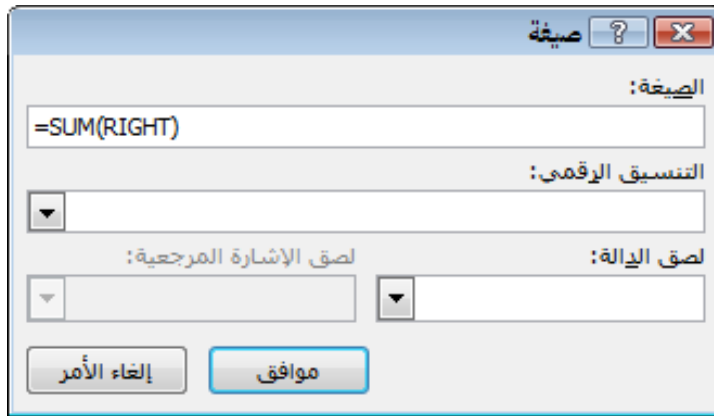 صيغة
الصيغة:
=SUM(RIGHT)
التنسيق الرقمي:
لصق الدالة:
لصق الإشارة المرجعية:
موافق
إلغاء الأمر